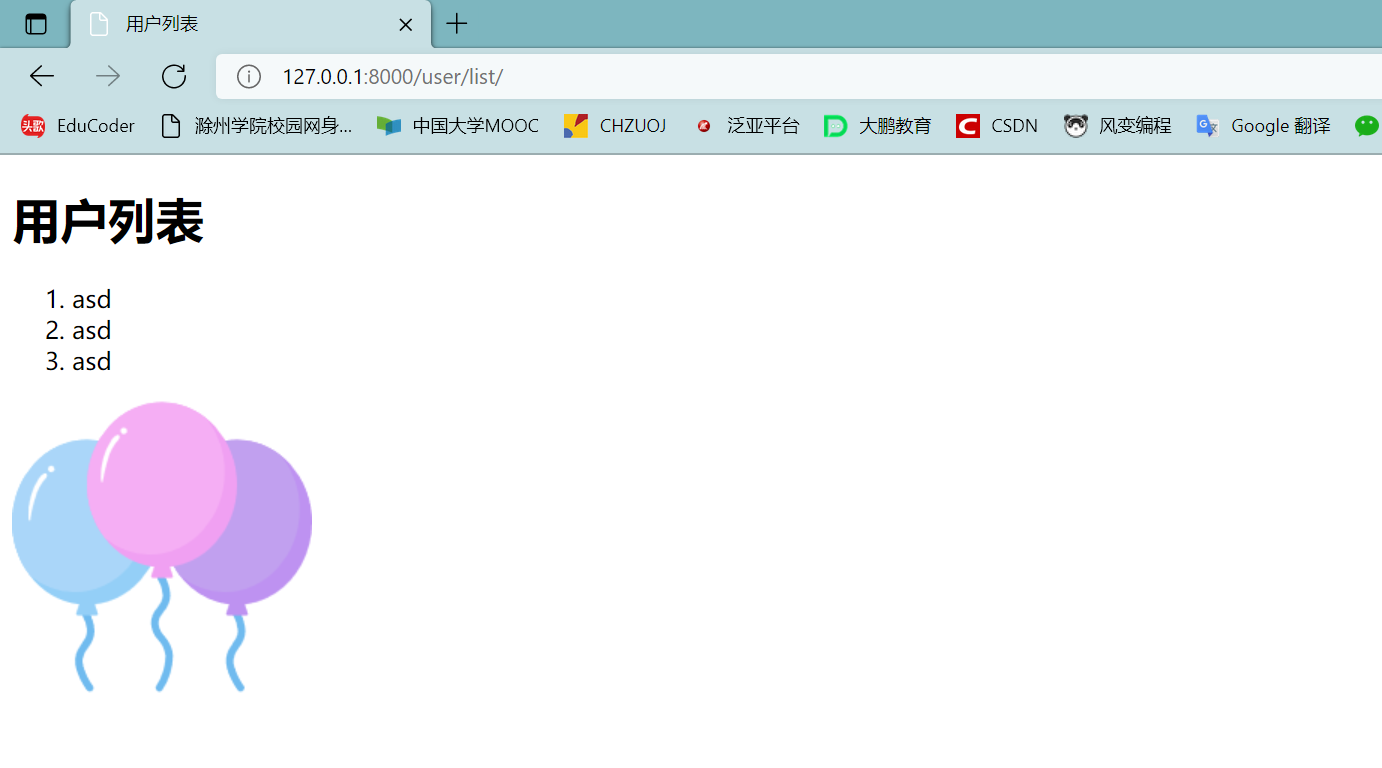 用户列表
127.0.0.1:8000/user/list/
头歌 EduCoder 滁州学院校园网身... 中国大学MOOC CHZUOJ 泛亚平台 大鹏教育 CSDN 风变编程 Google 翻译
用户列表
1. asd
2. asd
3. asd